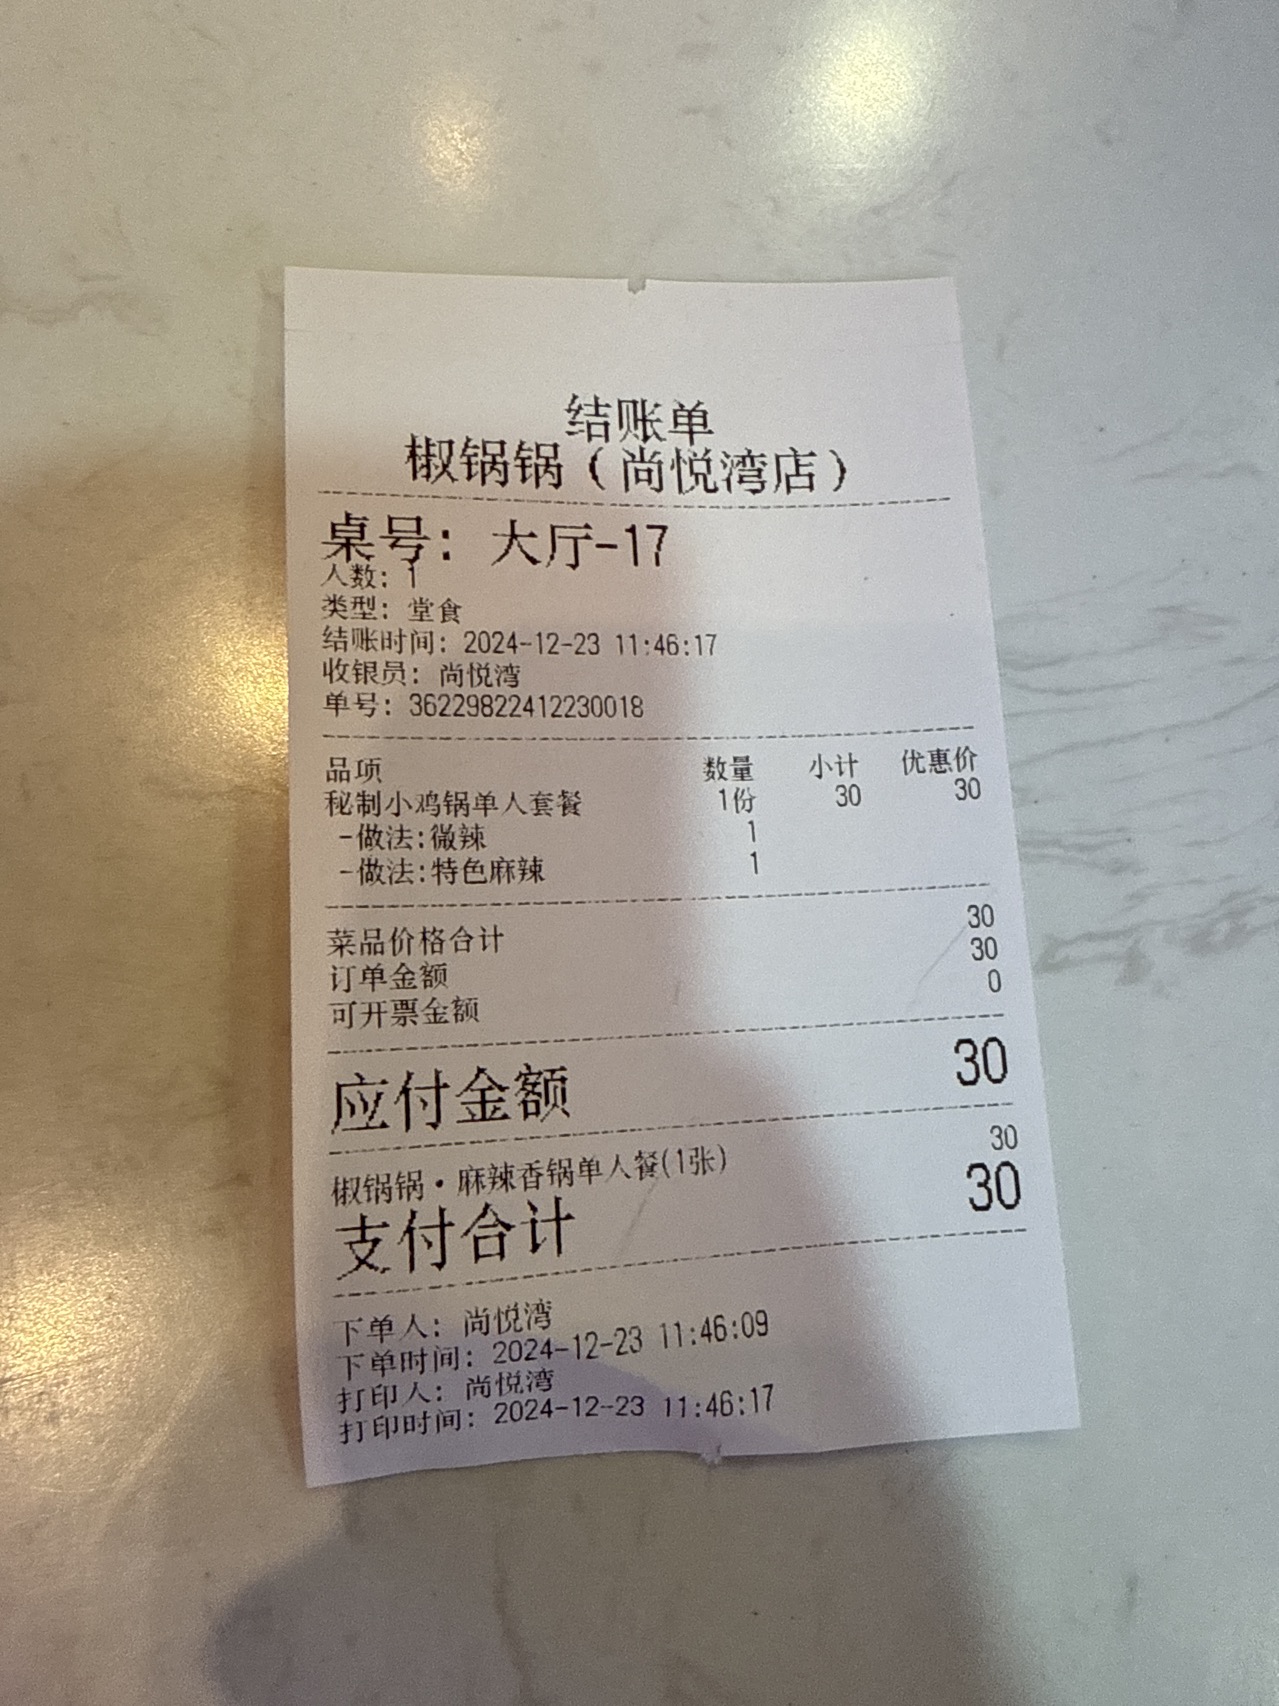 结账单
椒锅锅（尚悦湾店）
桌号：大厅-17
人数：1
类型：堂食
结账时间：2024-12-23 11:46:17
收银员：尚悦湾
单号：36229822412230018
品项 数量 小计 优惠价
秘制小鸡锅单人套餐 1份 30 30
-做法:微辣 1
-做法:特色麻辣 1
菜品价格合计 30
订单金额 30
可开票金额 0
应付金额 30
椒锅锅·麻辣香锅单人餐(1张) 30
支付合计 30
下单人：尚悦湾
下单时间：2024-12-23 11:46:09
打印人：尚悦湾
打印时间：2024-12-23 11:46:17